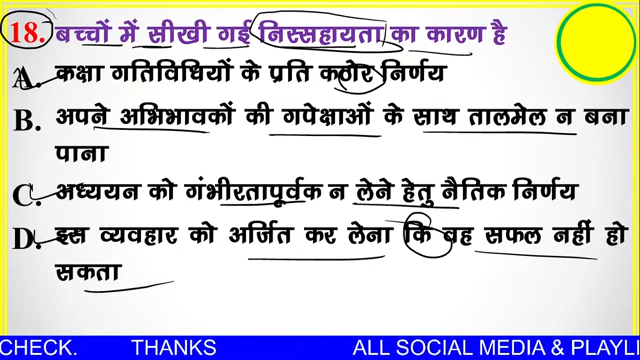 18. बच्चों में सीखी गई निस्सहायता का कारण है
A. कक्षा गतिविधियों के प्रति कठोर निर्णय
B. अपने अभिभावकों की गपेक्षाओं के साथ तालमेल न बना
पाना
C. अध्ययन को गंभीरतापूर्वक न लेने हेतु नैतिक निर्णय
D. इस व्यवहार को अर्जित कर लेना कि वह सफल नहीं हो
सकता
CHECK. THANKS ALL SOCIAL MEDIA & PLAYLI